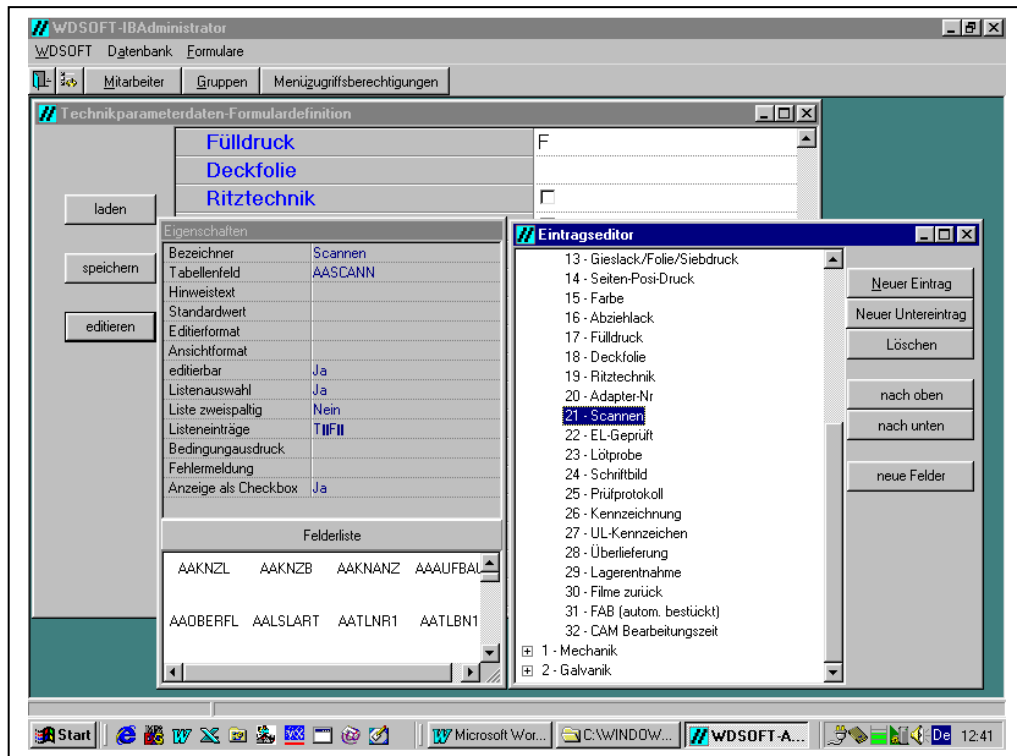 WDSOFT-IBAdministrator
WDSOFT Datenbank Formulare
Mitarbeiter Gruppen Menüzugriffsberechtigungen
Technikparameterdaten-Formulardefinition
Fülldruck F
Deckfolie
Ritztechnik
laden
speichern
editieren
Eigenschaften
Bezeichner Scannen
Tabellenfeld AASCANN
Hinweistext
Standardwert
Editierformat
Ansichtformat
editierbar Ja
Listenauswahl Ja
Liste zweispaltig Nein
Listeneinträge T||F||
Bedingungausdruck
Fehlermeldung
Anzeige als Checkbox Ja
Felderliste
AAKNZL AAKNZB AAKNANZ AAAUFBAU
AAOBERFL AALSLART AATLNR1 AATLBN1
Eintragseditor
13 - Gieslack/Folie/Siebdruck
14 - Seiten-Posi-Druck
15 - Farbe
16 - Abziehlack
17 - Fülldruck
18 - Deckfolie
19 - Ritztechnik
20 - Adapter-Nr
21 - Scannen
22 - EL-Geprüft
23 - Lötprobe
24 - Schriftbild
25 - Prüfprotokoll
26 - Kennzeichnung
27 - UL-Kennzeichen
28 - Überlieferung
29 - Lagerentnahme
30 - Filme zurück
31 - FAB (autom. bestückt)
32 - CAM Bearbeitungszeit
1 - Mechanik
2 - Galvanik
Neuer Eintrag
Neuer Untereintrag
Löschen
nach oben
nach unten
neue Felder
Start Microsoft Wor... C:\WINDOW... WDSOFT-A... De 12:41